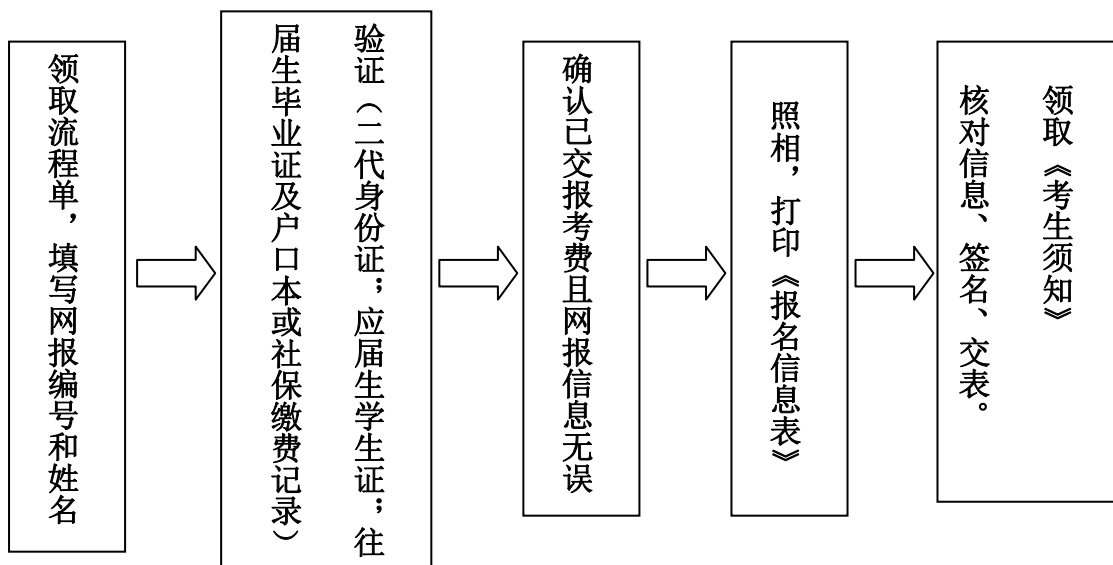 领取流程单，填写网报编号和姓名
验证（二代身份证；应届生学生证；往
届生毕业证及户口本或社保缴费记录）
确认已交报考费且网报信息无误
照相，打印《报名信息表》
领取《考生须知》
核对信息、签名、交表。